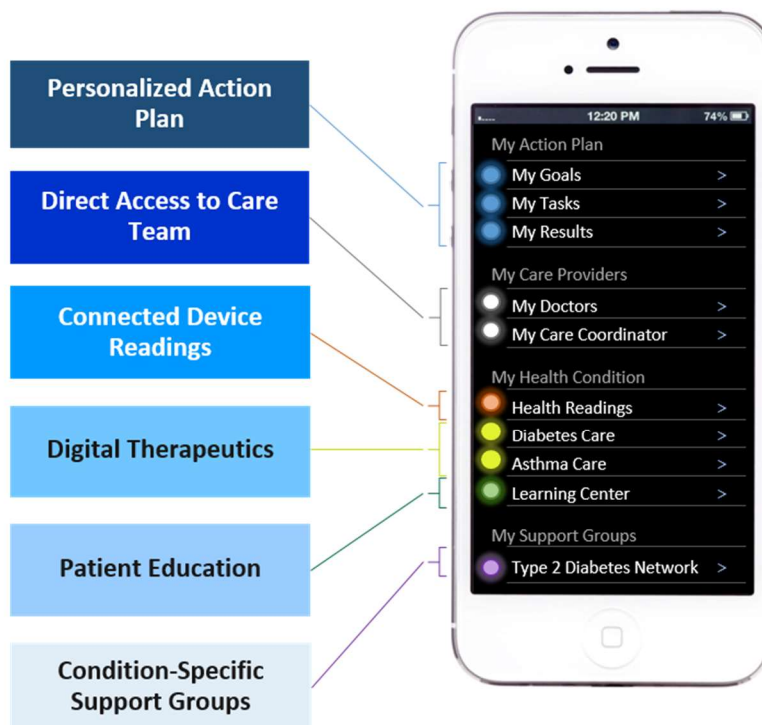 Personalized Action
Plan
Direct Access to Care
Team
Connected Device
Readings
Digital Therapeutics
Patient Education
Condition-Specific
Support Groups
12:20 PM 74%
My Action Plan
My Goals >
My Tasks >
My Results >
My Care Providers
My Doctors >
My Care Coordinator >
My Health Condition
Health Readings >
Diabetes Care >
Asthma Care >
Learning Center >
My Support Groups
Type 2 Diabetes Network >